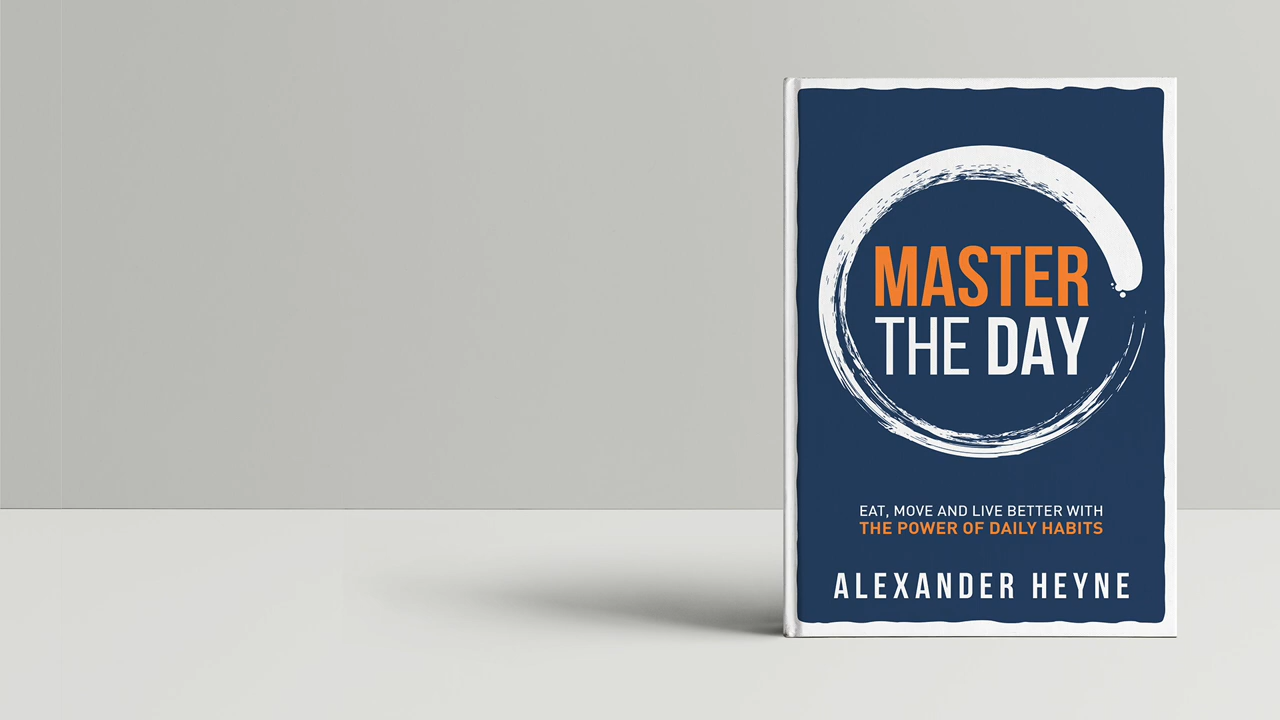 MASTER
THE DAY
EAT, MOVE AND LIVE BETTER WITH
THE POWER OF DAILY HABITS
ALEXANDER HEYNE